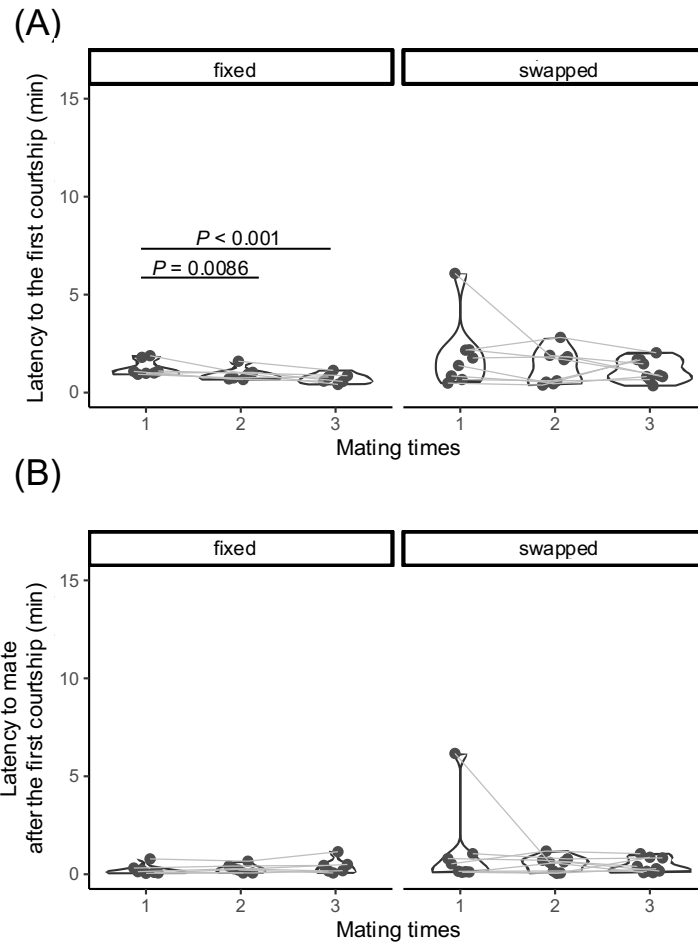 (A)
fixed
swapped
Latency to the first courtship (min)
15
10
5
0
P < 0.001
P = 0.0086
1
2
3
1
2
3
Mating times
(B)
fixed
swapped
Latency to mate
after the first courtship (min)
15
10
5
0
1
2
3
1
2
3
Mating times